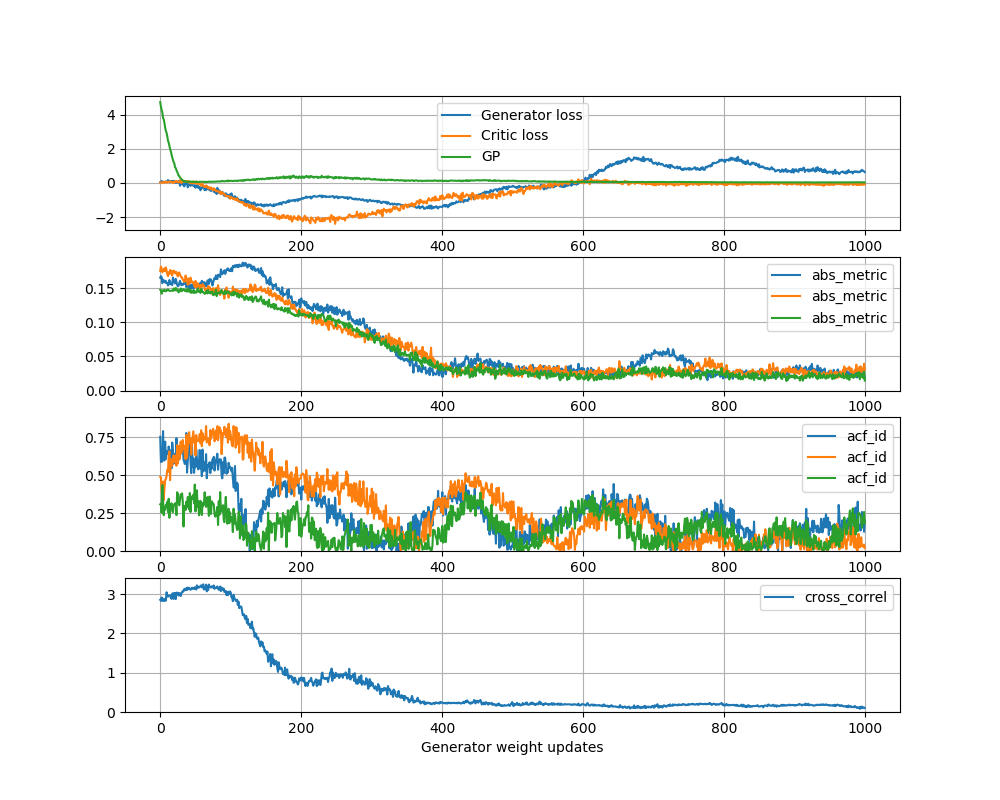 4
2
0
−2
Generator loss
Critic loss
GP
0 200 400 600 800 1000
0.15
0.10
0.05
0.00
abs_metric
abs_metric
abs_metric
0 200 400 600 800 1000
0.75
0.50
0.25
0.00
acf_id
acf_id
acf_id
0 200 400 600 800 1000
3
2
1
0
cross_correl
0 200 400 600 800 1000
Generator weight updates